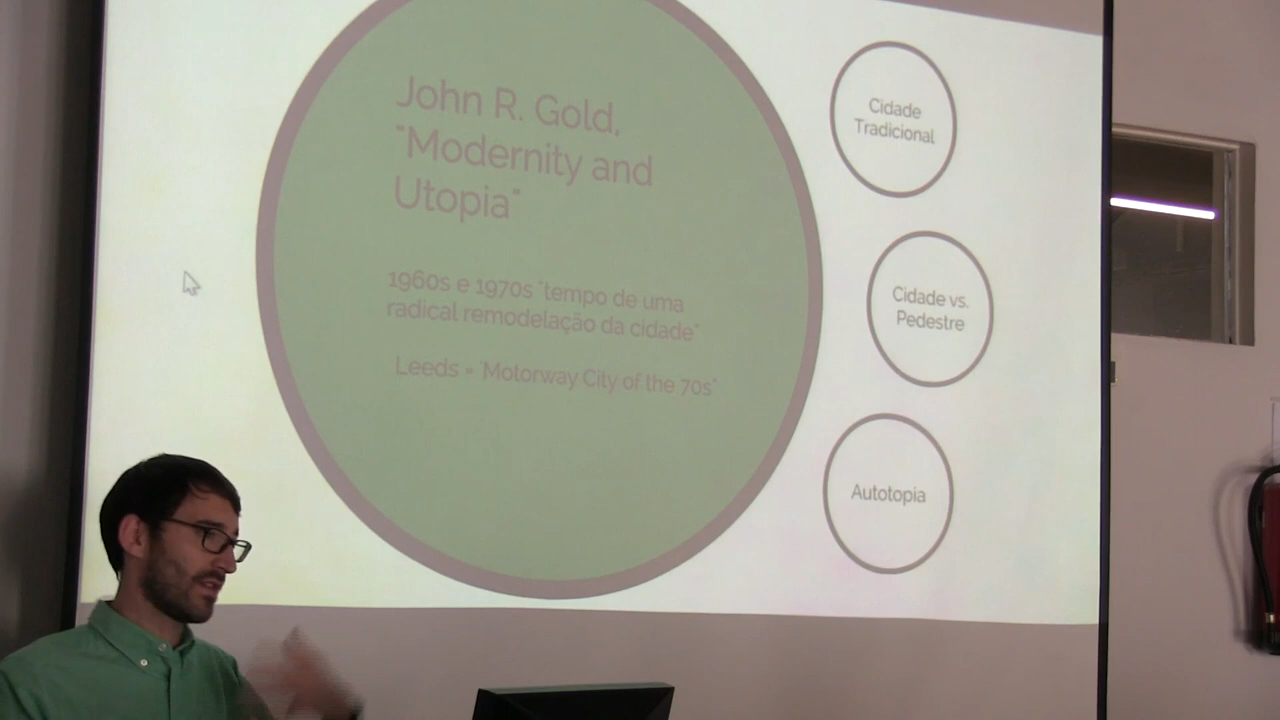 John R. Gold,
"Modernity and
Utopia"
1960s e 1970s "tempo de uma
radical remodelação da cidade"
Leeds = "Motorway City of the 70s"
Cidade
Tradicional
Cidade vs.
Pedestre
Autotopia